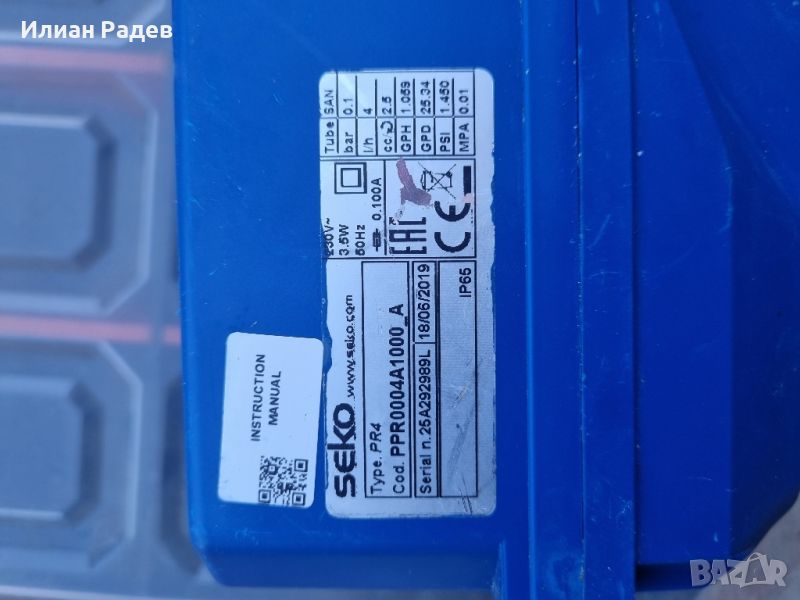 Илиан Радев
INSTRUCTION
MANUAL
seko www.seko.com
230V~
3.5W
50Hz
0.100A
Type. PR4
Cod. PPR0004A1000_A
Serial n. 25A292989L 18/06/2019
IP65
EAC
CE
Tube SAN
bar 0.1
l/h 4
cc/ 2.5
GPH 1.059
GPD 25.34
PSI 1.450
MPA 0.01
BAZAR